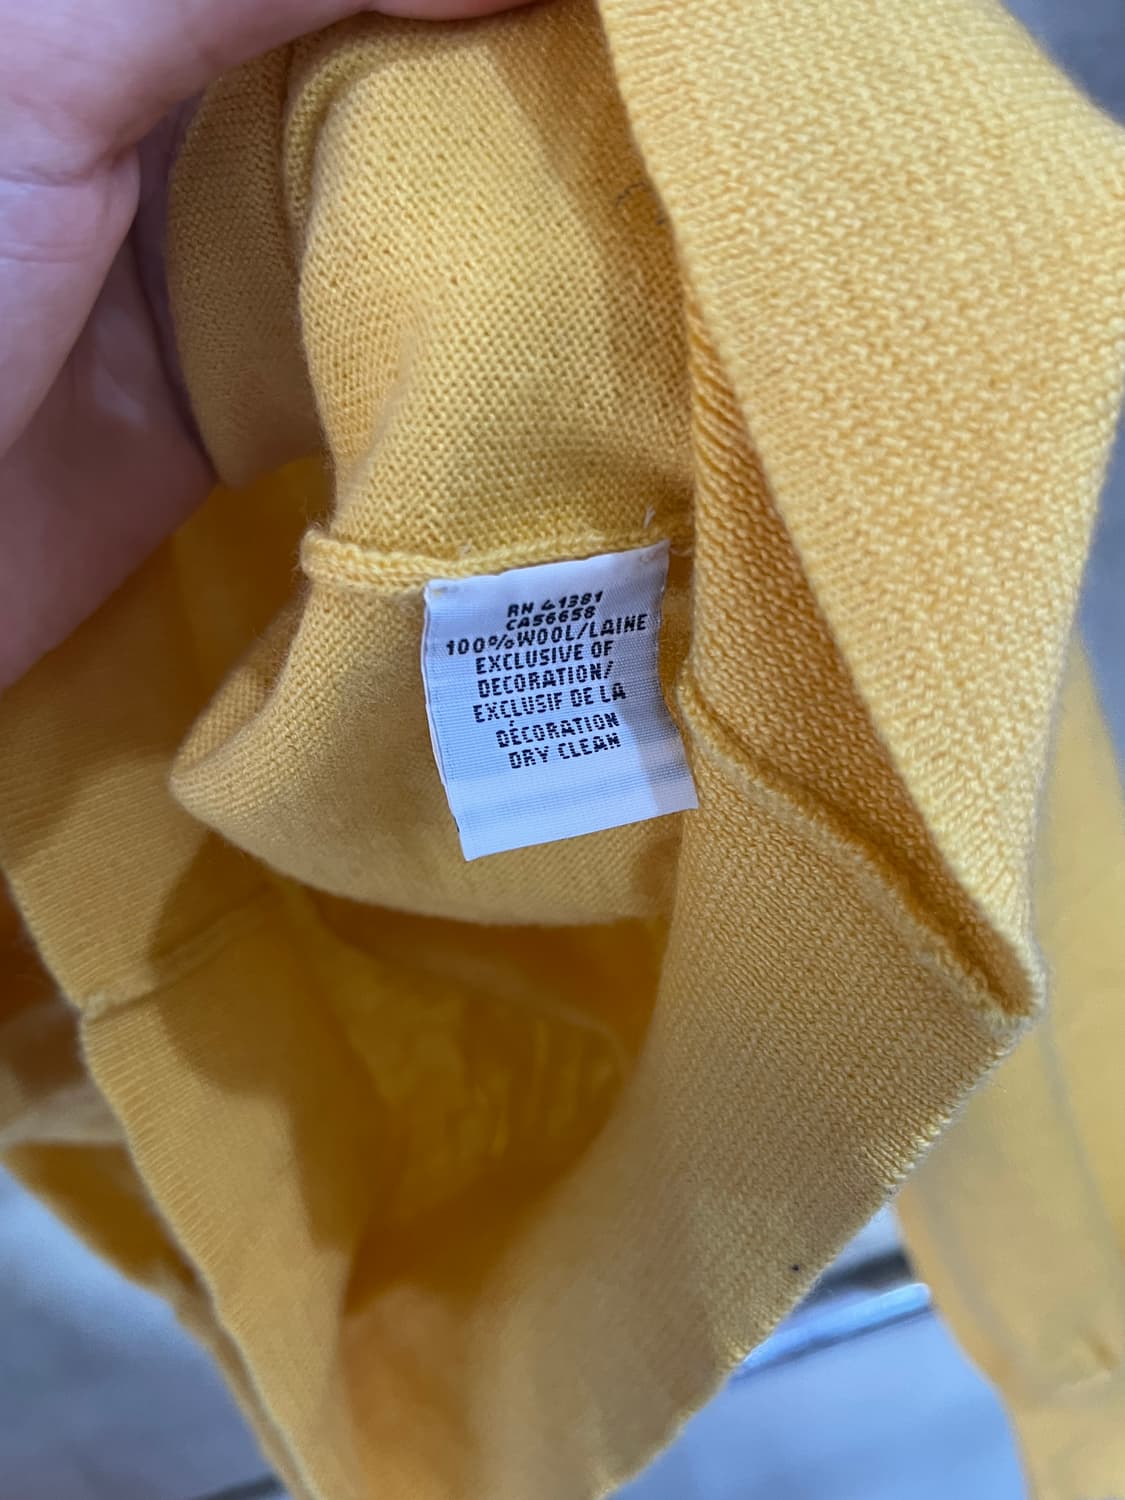 RN 41381
CA56658
100%WOOL/LAINE
EXCLUSIVE OF
DECORATION/
EXCLUSIF DE LA
DÉCORATION
DRY CLEAN